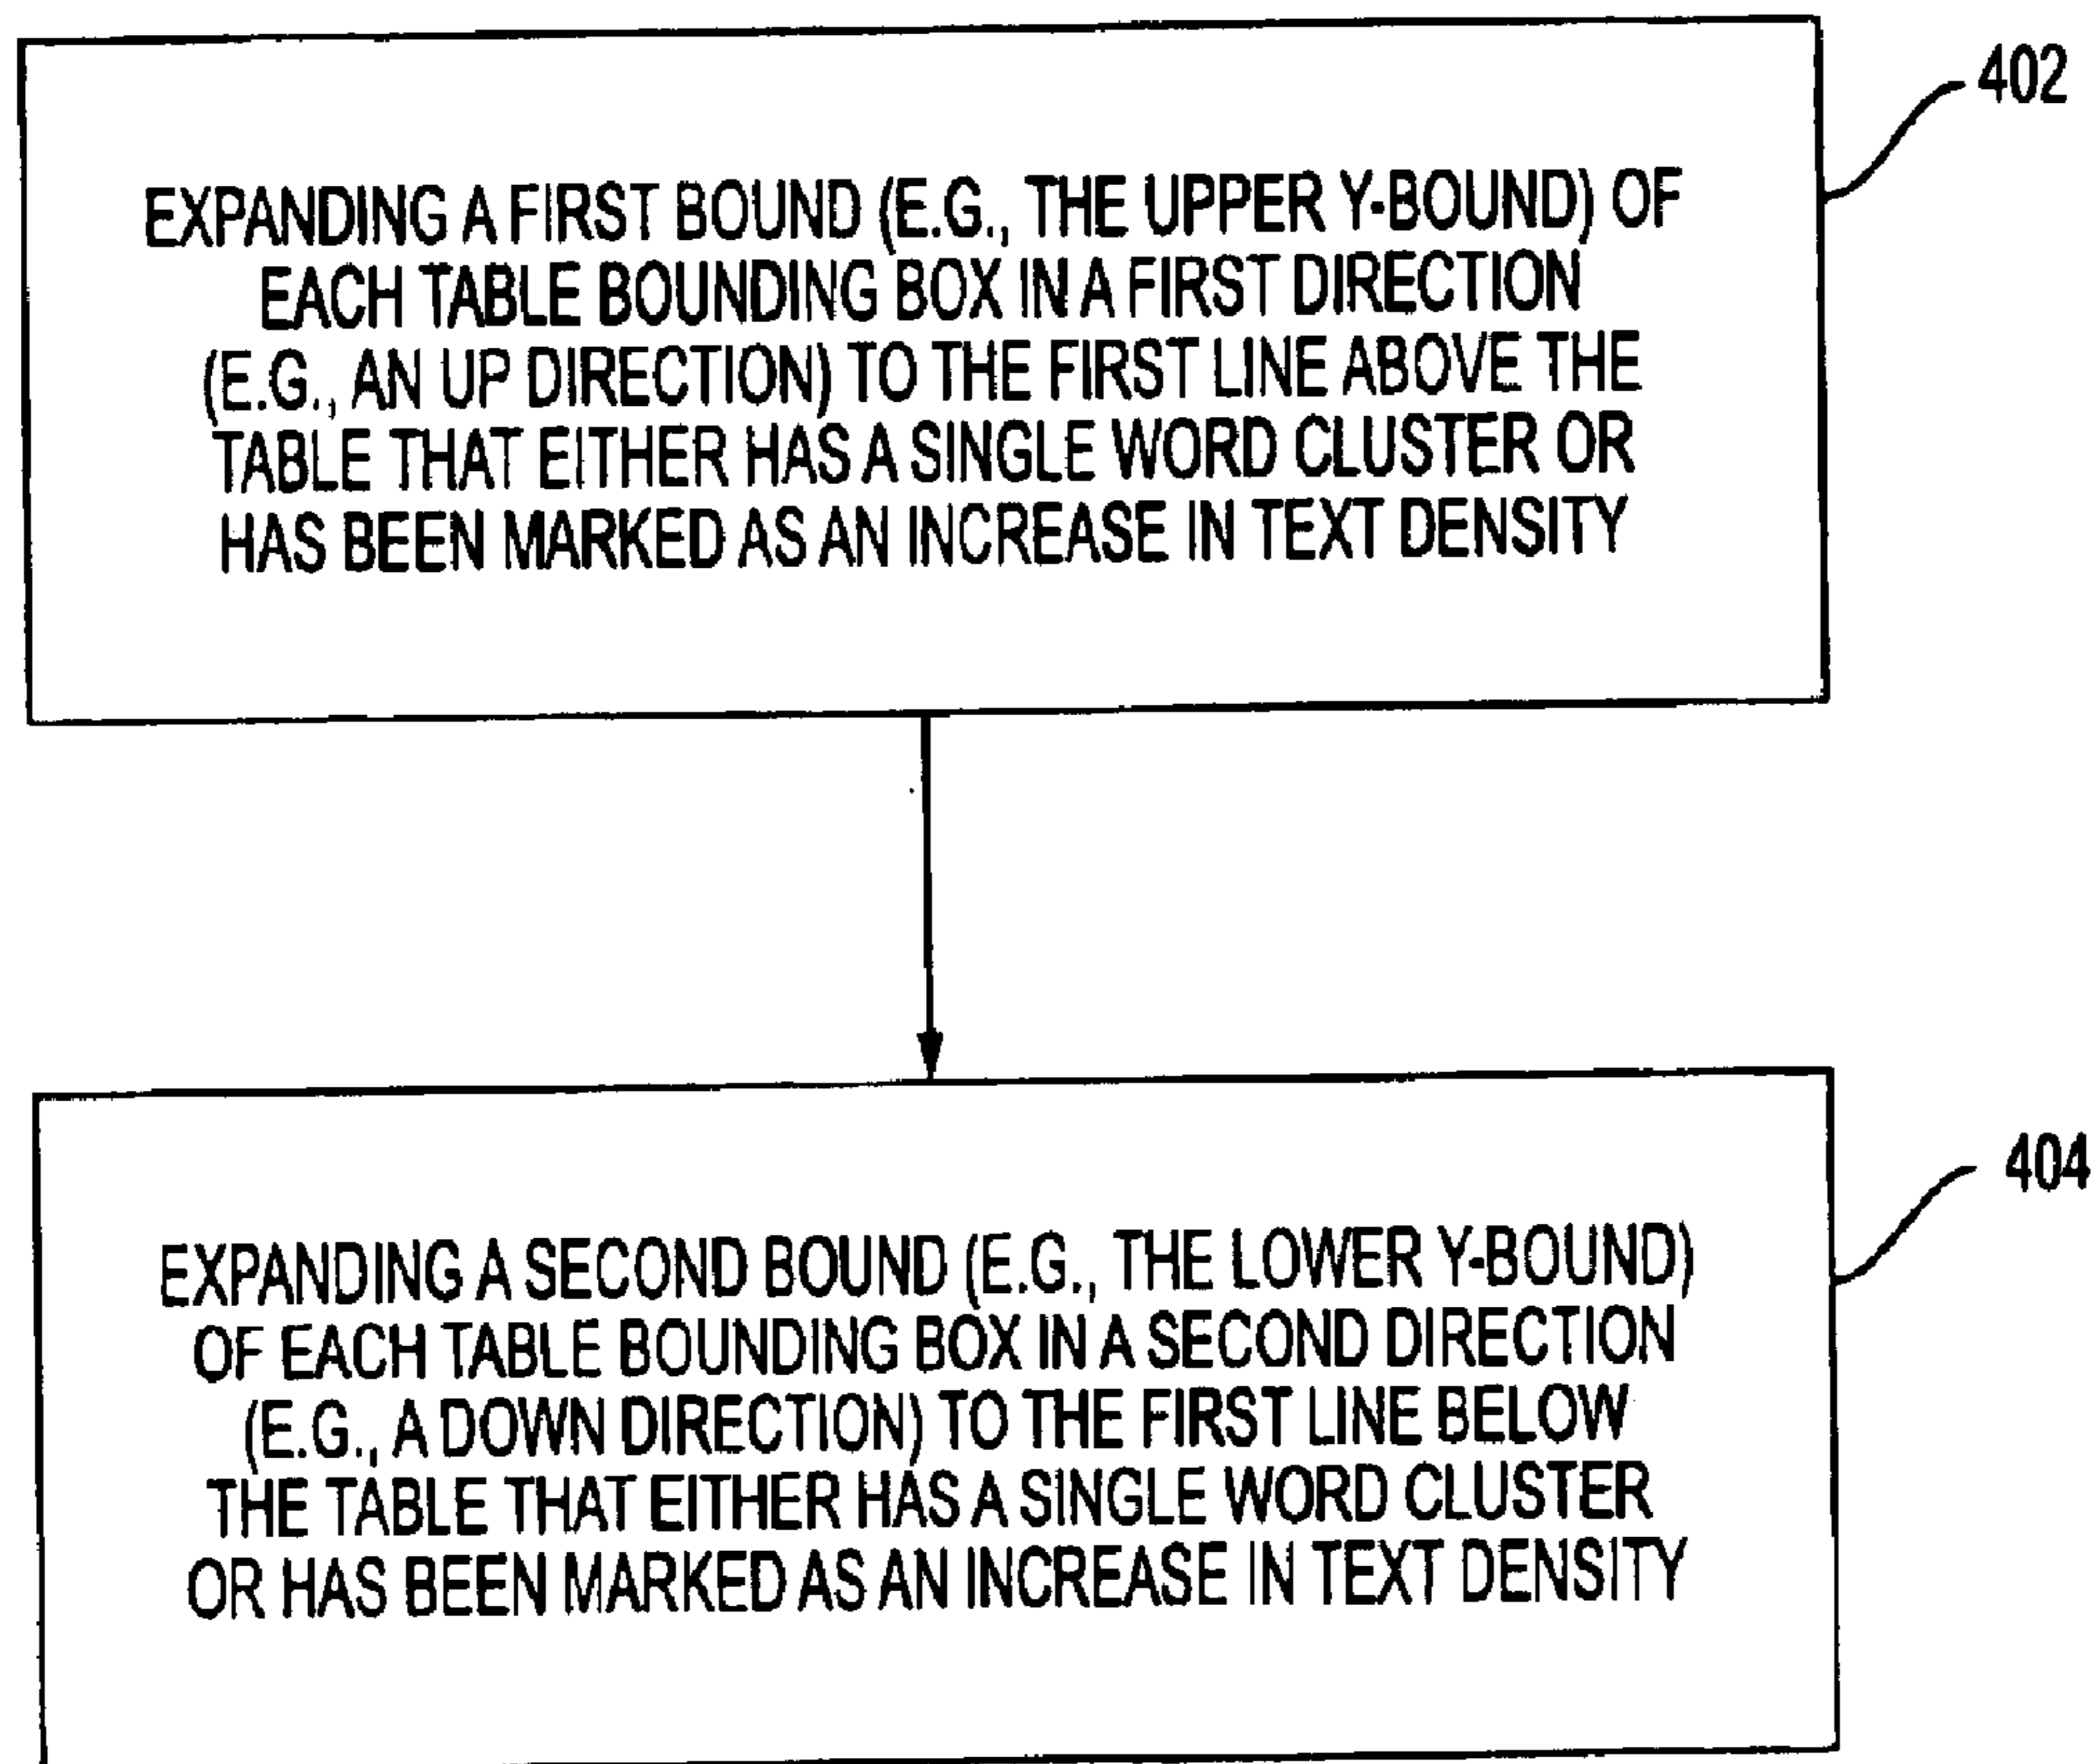 402
EXPANDING A FIRST BOUND (E.G., THE UPPER Y-BOUND) OF
EACH TABLE BOUNDING BOX IN A FIRST DIRECTION
(E.G., AN UP DIRECTION) TO THE FIRST LINE ABOVE THE
TABLE THAT EITHER HAS A SINGLE WORD CLUSTER OR
HAS BEEN MARKED AS AN INCREASE IN TEXT DENSITY
404
EXPANDING A SECOND BOUND (E.G., THE LOWER Y-BOUND)
OF EACH TABLE BOUNDING BOX IN A SECOND DIRECTION
(E.G., A DOWN DIRECTION) TO THE FIRST LINE BELOW
THE TABLE THAT EITHER HAS A SINGLE WORD CLUSTER
OR HAS BEEN MARKED AS AN INCREASE IN TEXT DENSITY